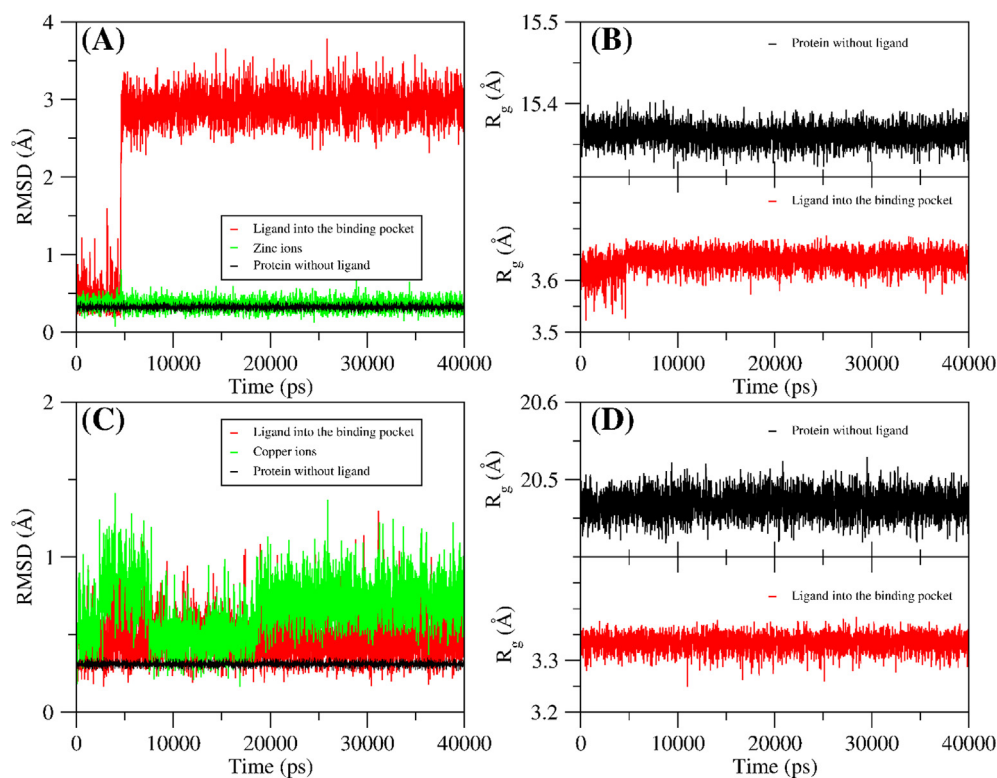 (A)
4
3
2
1
0
RMSD (Å)
Ligand into the binding pocket
Zinc ions
Protein without ligand
0 10000 20000 30000 40000
Time (ps)
(B)
15.5
15.4
Rg (Å)
Protein without ligand
Ligand into the binding pocket
3.6
3.5
Rg (Å)
0 10000 20000 30000 40000
Time (ps)
(C)
2
1
0
RMSD (Å)
Ligand into the binding pocket
Copper ions
Protein without ligand
0 10000 20000 30000 40000
Time (ps)
(D)
20.6
20.5
Rg (Å)
Protein without ligand
Ligand into the binding pocket
3.3
3.2
Rg (Å)
0 10000 20000 30000 40000
Time (ps)